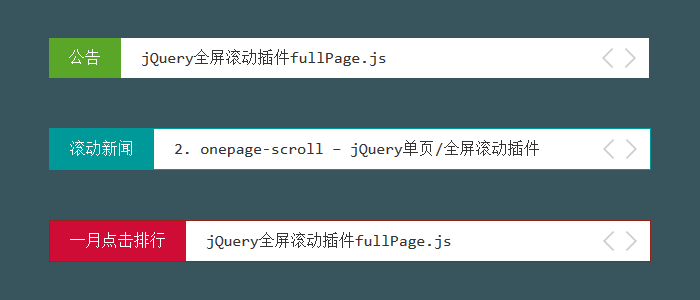 公告 jQuery全屏滚动插件fullPage.js
滚动新闻 2. onepage-scroll – jQuery单页/全屏滚动插件
一月点击排行 jQuery全屏滚动插件fullPage.js